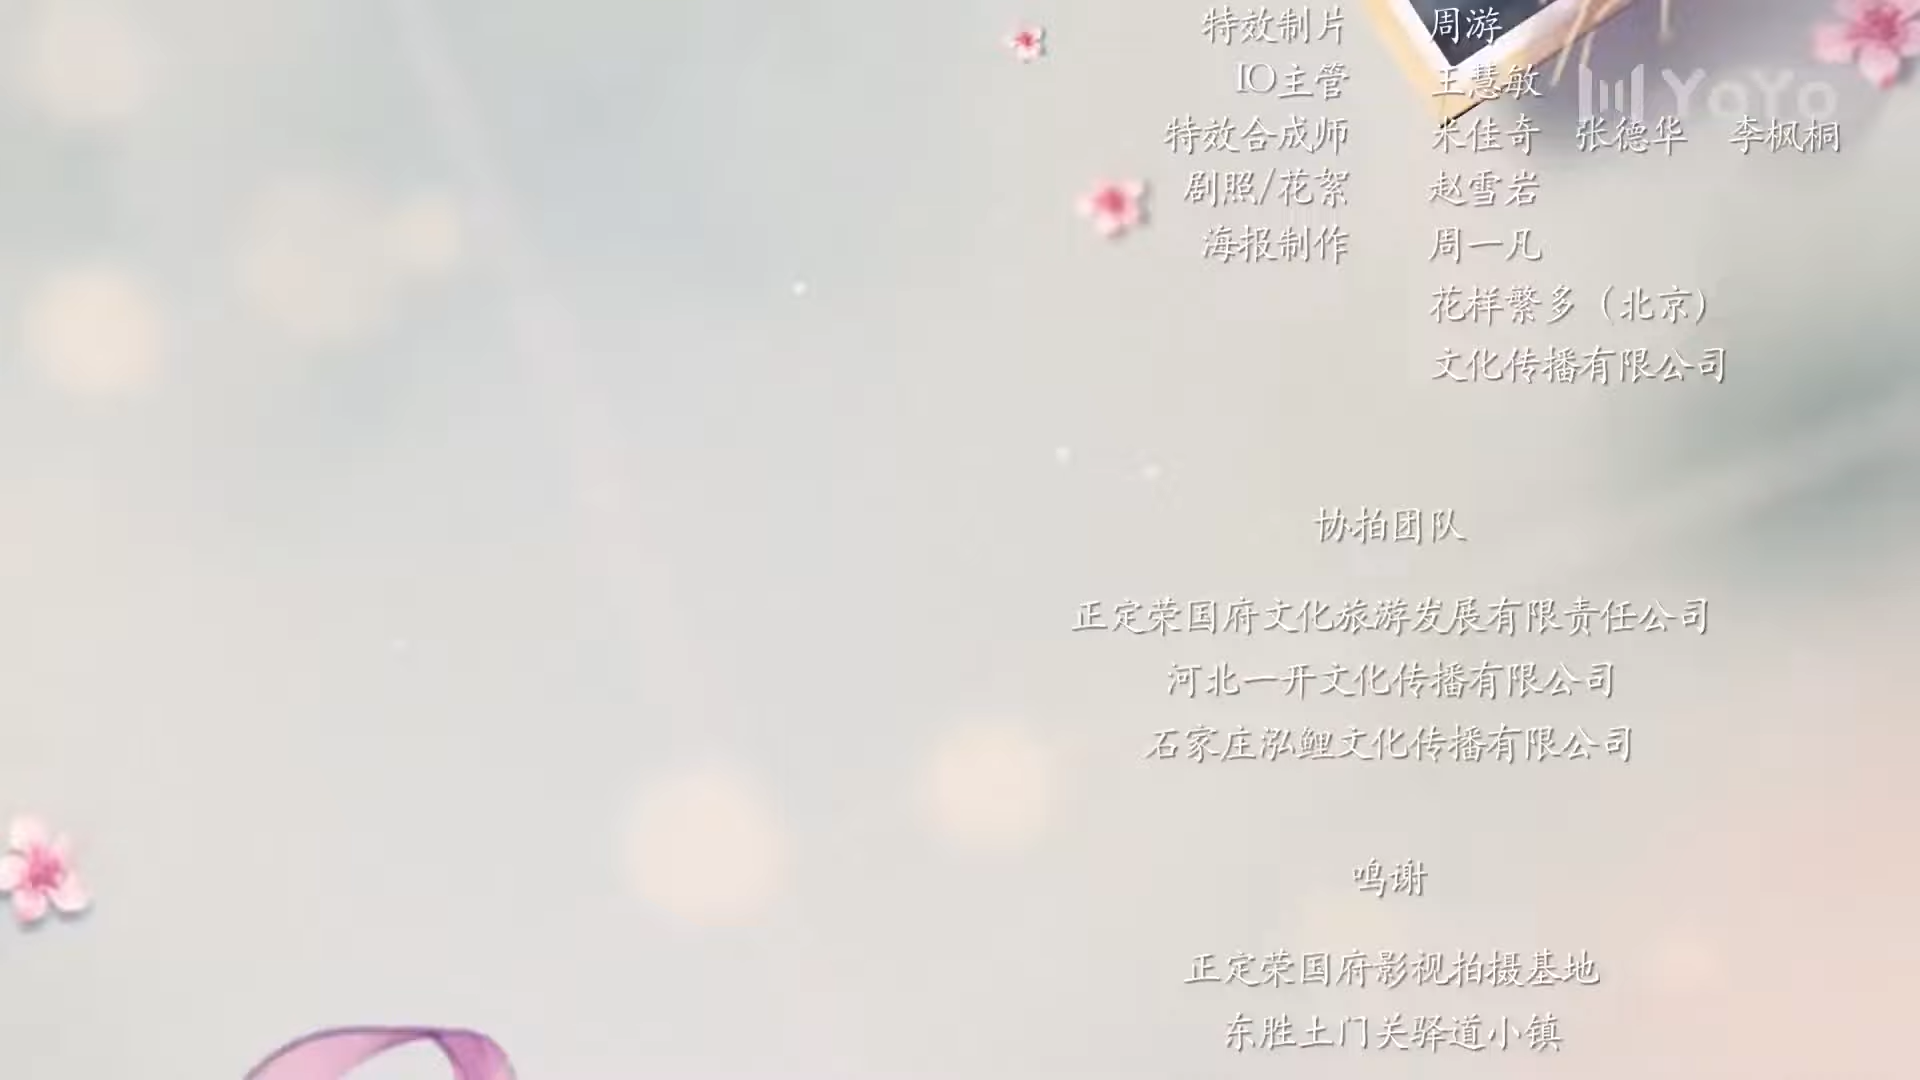 特效制片 周游
IO主管 王慧敏
YoYo
特效合成师 米佳奇 张德华 李枫桐
剧照/花絮 赵雪岩
海报制作 周一凡
花样繁多（北京）
文化传播有限公司
协拍团队
正定荣国府文化旅游发展有限责任公司
河北一开文化传播有限公司
石家庄泓鲤文化传播有限公司
鸣谢
正定荣国府影视拍摄基地
东胜土门关驿道小镇